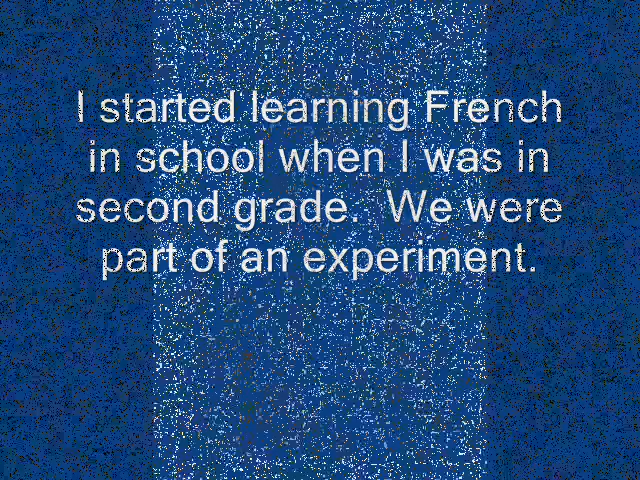 I started learning French
in school when I was in
second grade.  We were
part of an experiment.